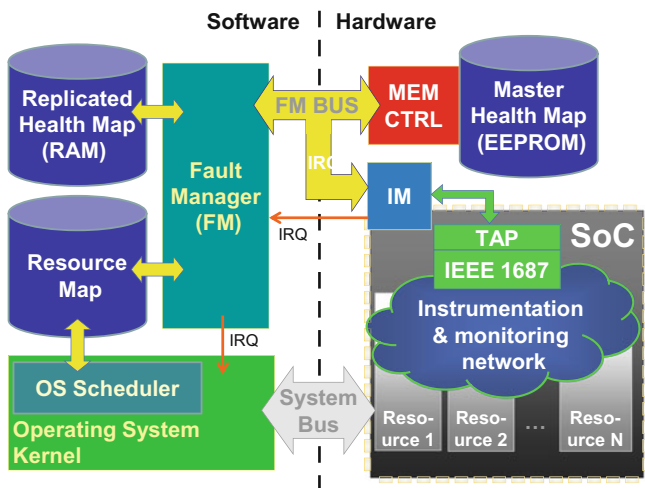 Software
Hardware
Replicated
Health Map
(RAM)
FM BUS
MEM
CTRL
Master
Health Map
(EEPROM)
IRQ
Fault
Manager
(FM)
IM
IRQ
TAP
SoC
IEEE 1687
Resource
Map
Instrumentation
& monitoring
network
IRQ
OS Scheduler
Operating System
Kernel
System
Bus
Reso-
urce 1
Reso-
urce 2
...
Reso-
urce N